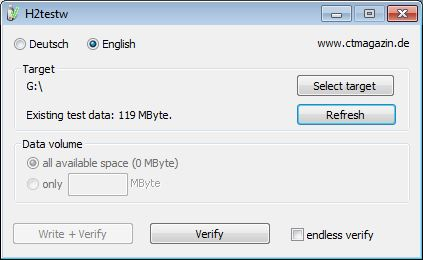 H2testw
Deutsch English www.ctmagazin.de
Target
G:\ Select target
Existing test data: 119 MByte. Refresh
Data volume
all available space (0 MByte)
only MByte
Write + Verify Verify endless verify